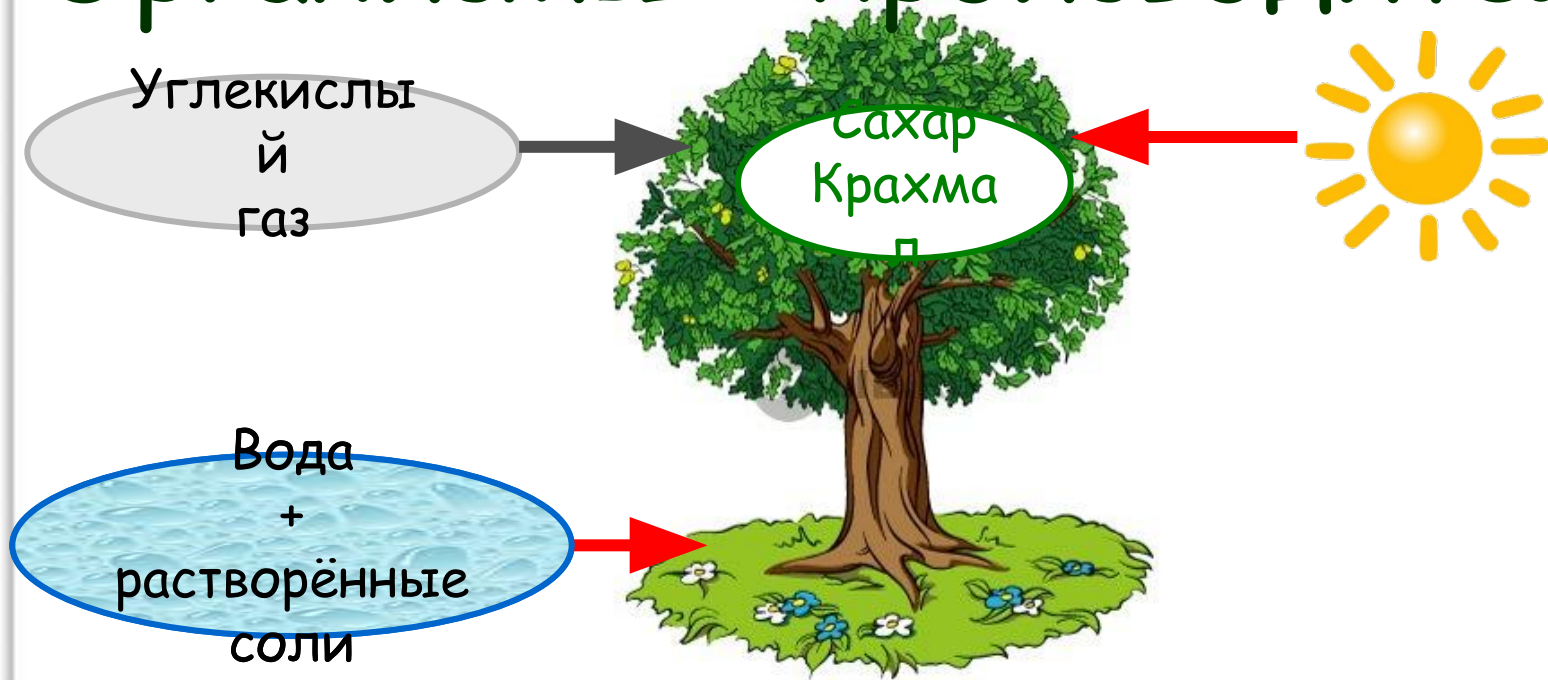 Углекислы
й
газ
Сахар
Крахма
л
Вода
+
растворённые
соли